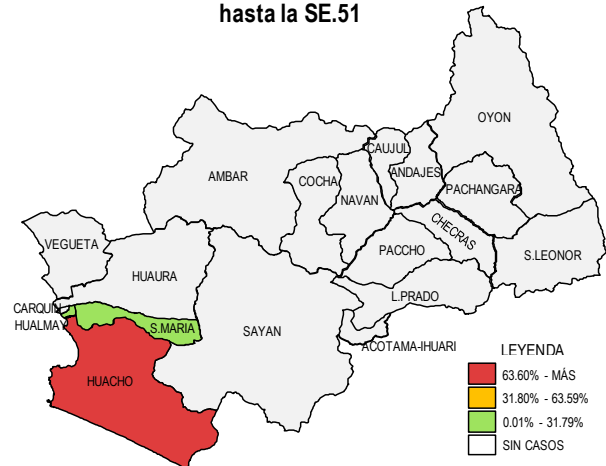 hasta la SE.51
OYON
CAUJUL
ANDAJES
AMBAR
COCHA
NAVAN
PACHANGARA
CHECRAS
VEGUETA
PACCHO
S.LEONOR
HUAURA
L.PRADO
CARQUIN
HUALMAY
S.MARIA
SAYAN
ACOTAMA-IHUARI
HUACHO
LEYENDA
63.60% - MÁS
31.80% - 63.59%
0.01% - 31.79%
SIN CASOS